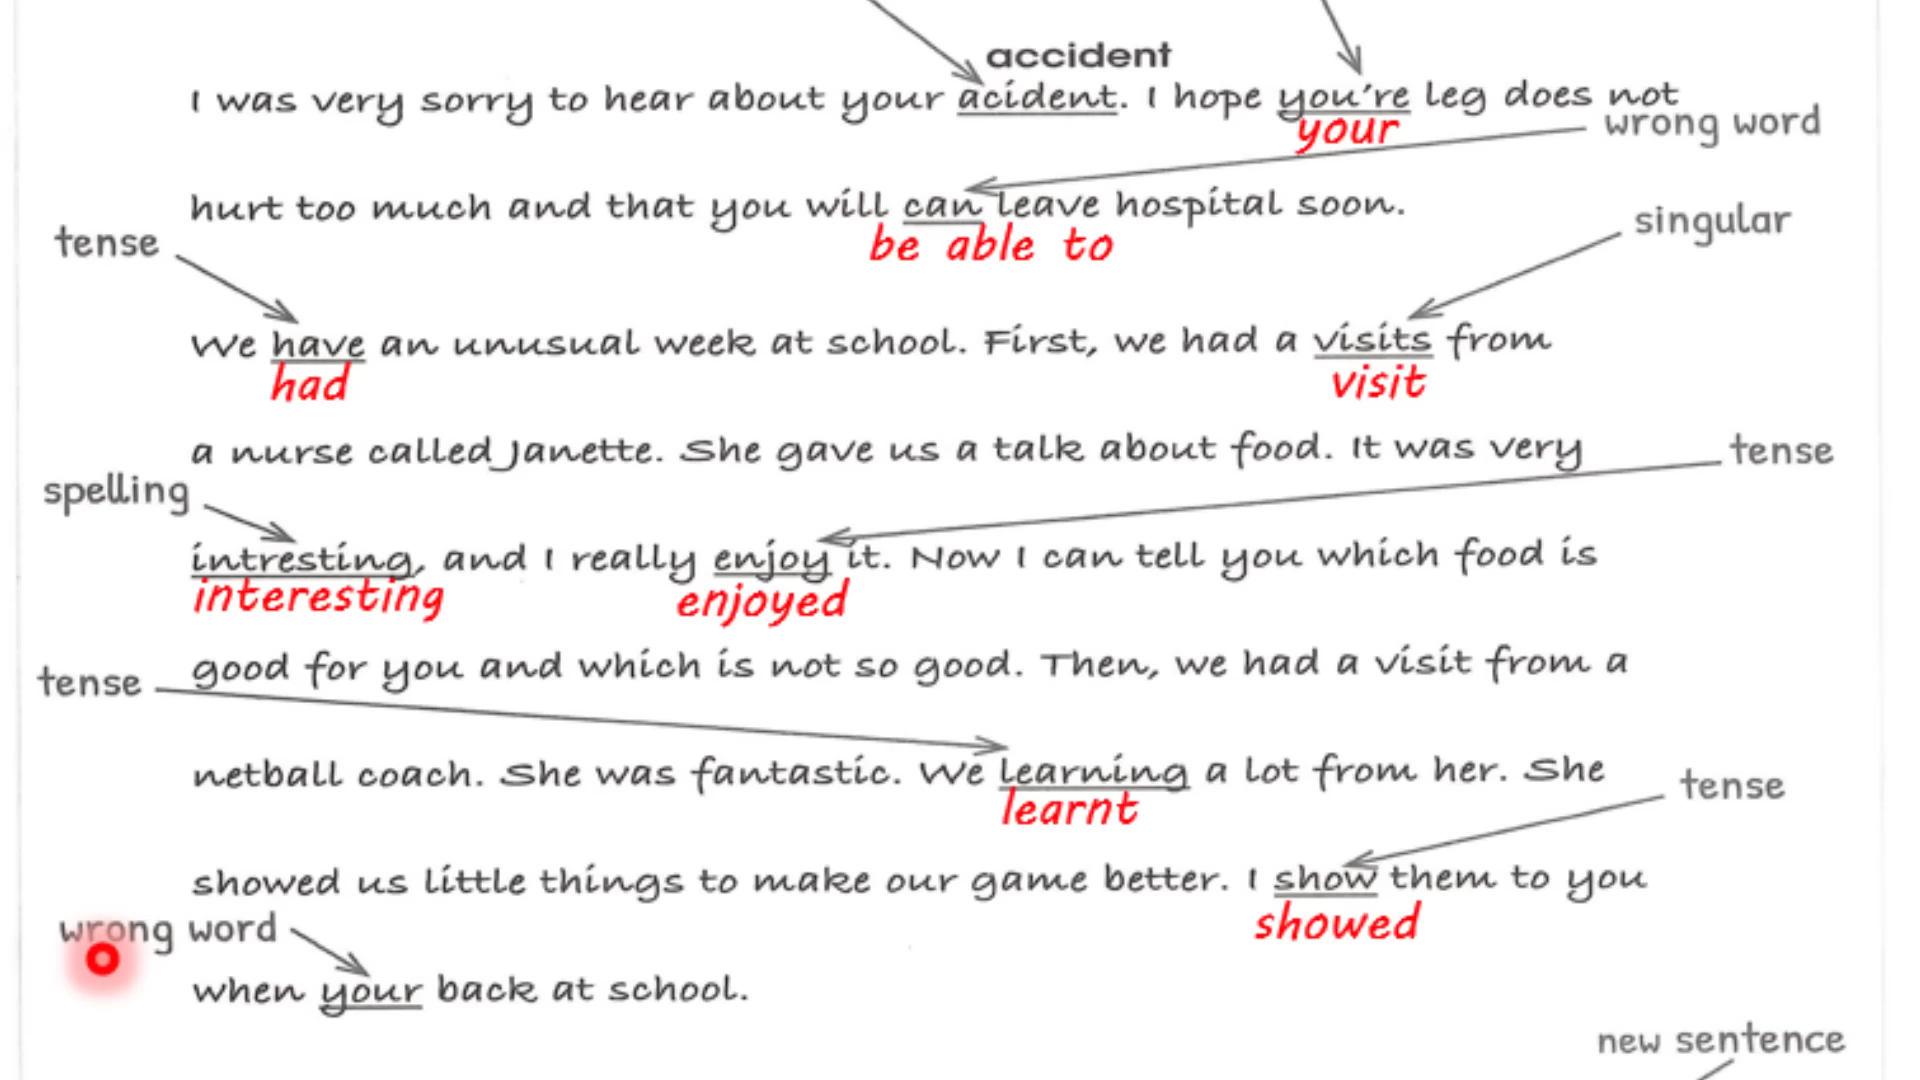 accident
I was very sorry to hear about your acident. I hope you're leg does not
your
wrong word
hurt too much and that you will can leave hospital soon.
be able to
singular
tense
We have an unusual week at school. First, we had a visits from
had
visit
a nurse called Janette. She gave us a talk about food. It was very
tense
spelling
intresting, and I really enjoy it. Now I can tell you which food is
interesting
enjoyed
good for you and which is not so good. Then, we had a visit from a
tense
netball coach. She was fantastic. We learning a lot from her. She
learnt
tense
showed us little things to make our game better. I show them to you
showed
wrong word
when your back at school.
new sentence